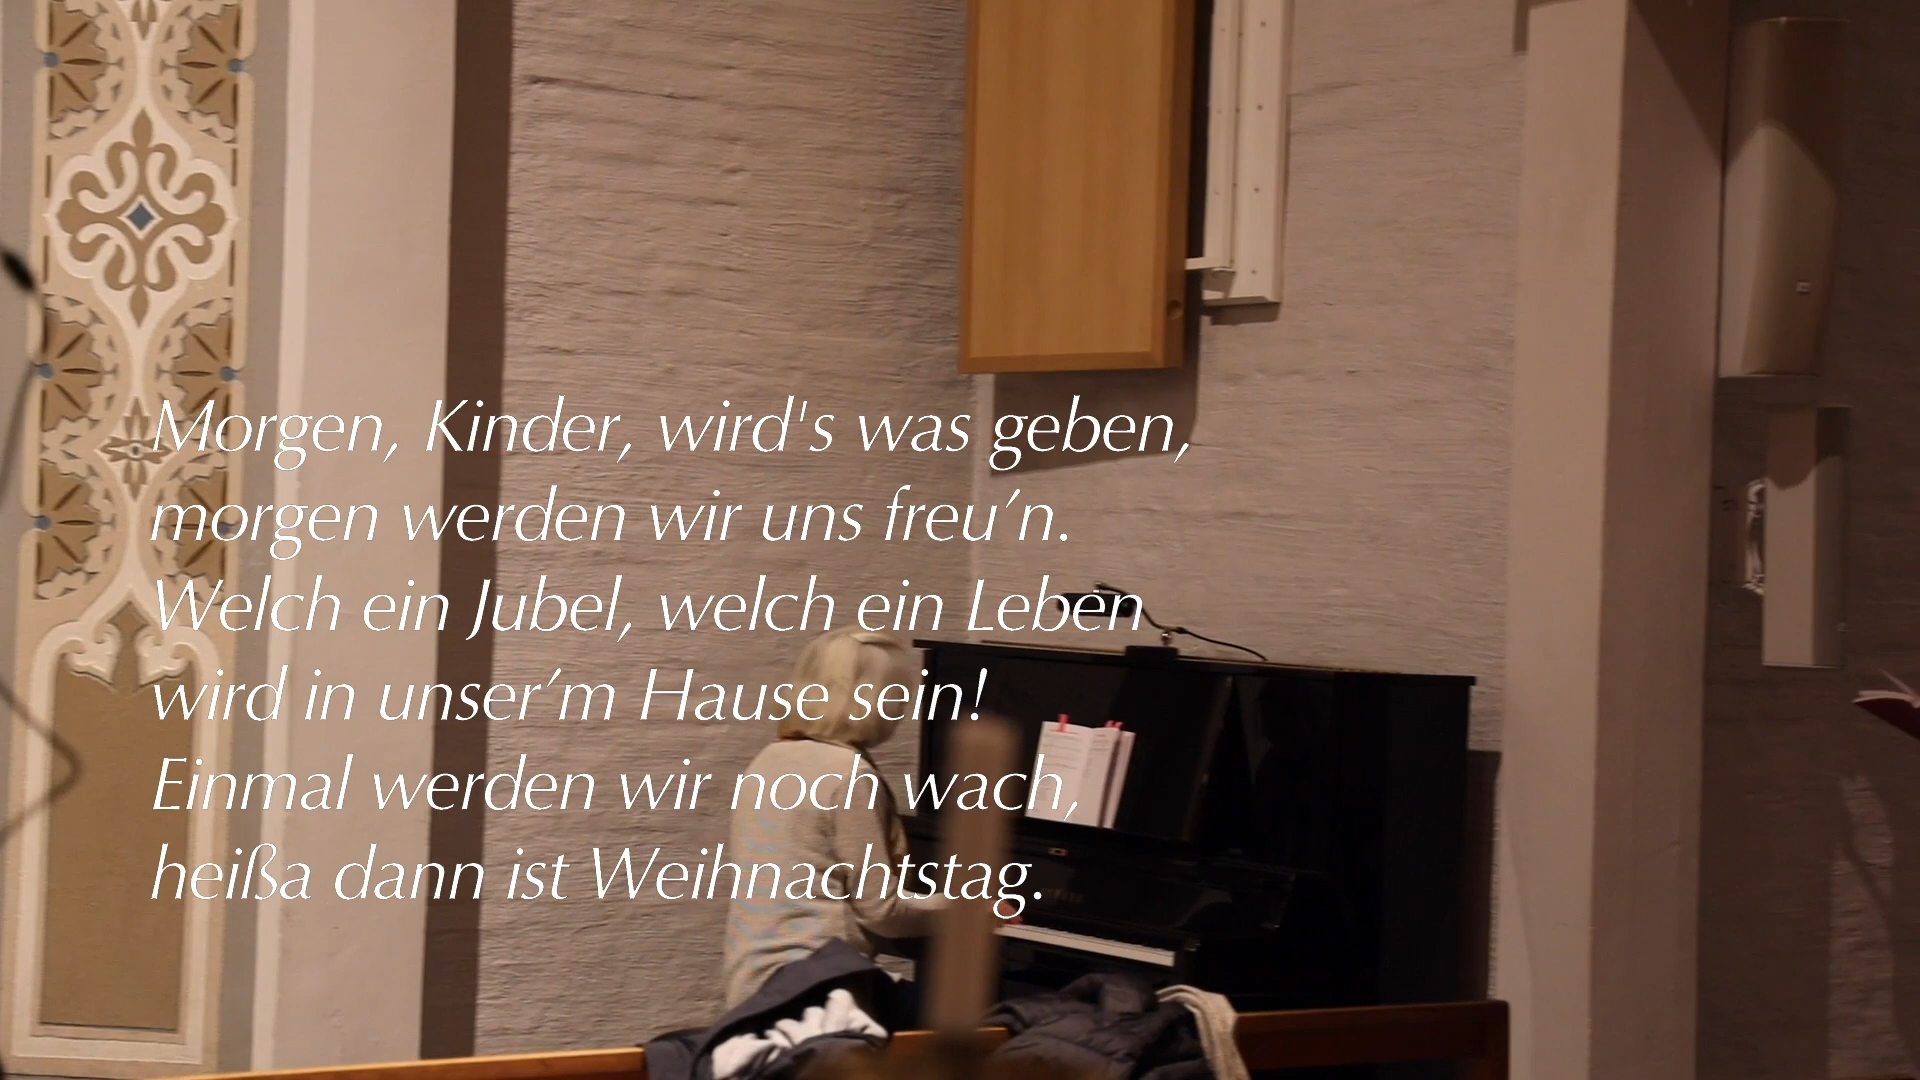 Morgen, Kinder, wird's was geben,
morgen werden wir uns freu’n.
Welch ein Jubel, welch ein Leben
wird in unser’m Hause sein!
Einmal werden wir noch wach,
heißa dann ist Weihnachtstag.